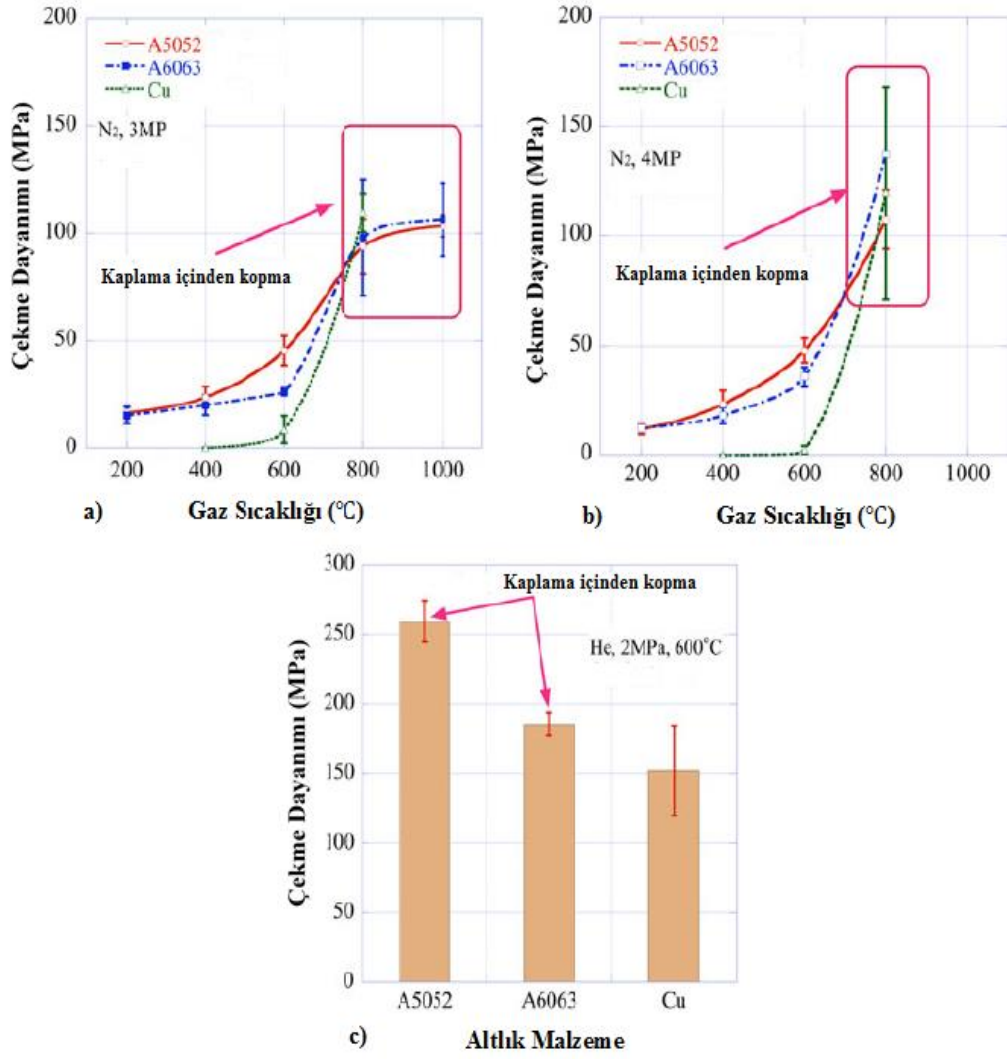 200
150
100
50
0
Çekme Dayanımı (MPa)
A5052
A6063
Cu
N2, 3MP
Kaplama içinden kopma
200 400 600 800 1000
a) Gaz Sıcaklığı (°C)
200
150
100
50
0
Çekme Dayanımı (MPa)
A5052
A6063
Cu
N2, 4MP
Kaplama içinden kopma
200 400 600 800 1000
b) Gaz Sıcaklığı (°C)
300
250
200
150
100
50
0
Çekme Dayanımı (MPa)
Kaplama içinden kopma
He, 2MPa, 600°C
A5052 A6063 Cu
c) Altlık Malzeme